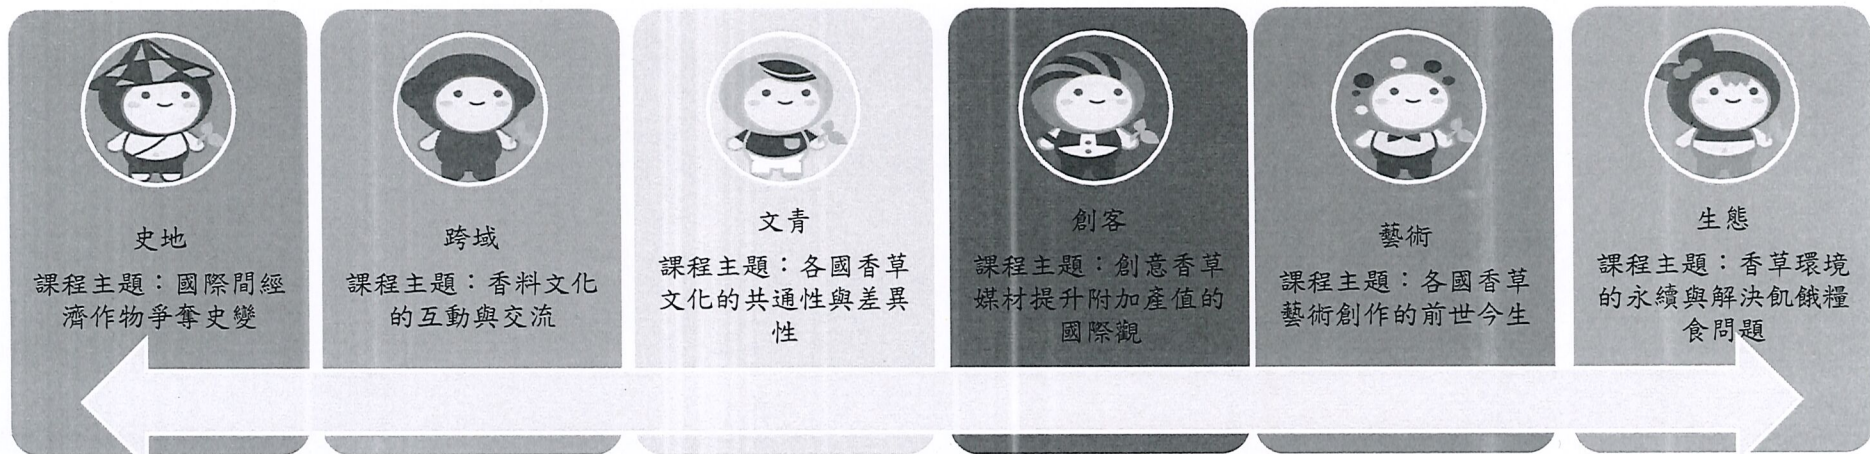 史地
課程主題：國際間經
濟作物爭奪史變
跨域
課程主題：香料文化
的互動與交流
文青
課程主題：各國香草
文化的共通性與差異
性
創客
課程主題：創意香草
媒材提升附加產值的
國際觀
藝術
課程主題：各國香草
藝術創作的前世今生
生態
課程主題：香草環境
的永續與解決飢餓糧
食問題